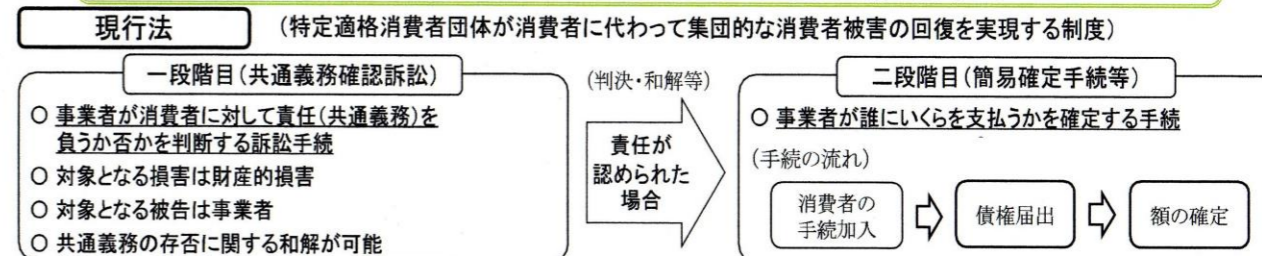 現行法
(特定適格消費者団体が消費者に代わって集団的な消費者被害の回復を実現する制度)
一段階目(共通義務確認訴訟)
○ 事業者が消費者に対して責任(共通義務)を
負うか否かを判断する訴訟手続
○ 対象となる損害は財産的損害
○ 対象となる被告は事業者
○ 共通義務の存否に関する和解が可能
(判決・和解等)
責任が
認められた
場合
二段階目(簡易確定手続等)
○ 事業者が誰にいくらを支払うかを確定する手続
(手続の流れ)
消費者の
手続加入
債権届出
額の確定